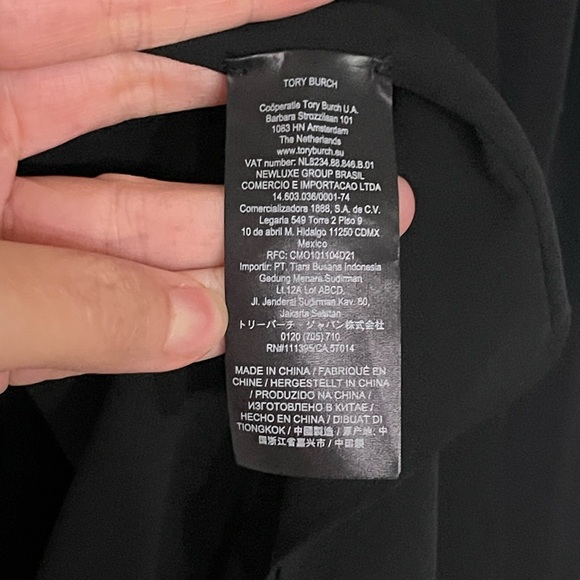 TORY BURCH
Coöperatie Tory Burch U.A.
Barbara Strozzilaan 101
1083 HN Amsterdam
The Netherlands
www.toryburch.eu
VAT number: NL8234.88.846.B.01
NEWLUXE GROUP BRASIL
COMERCIO E IMPORTACAO LTDA
14.603.036/0001-74
Comercializadora 1888, S.A. de C.V.
Legaria 549 Torre 2 Piso 9
10 de abril M. Hidalgo 11250 CDMX
Mexico
RFC: CMO101104D21
Importir: PT. Tiara Busana Indonesia
Gedung Menara Sudirman
Lt.12A Lot ABCD,
Jl. Jenderal Sudirman Kav. 60,
Jakarta Selatan
トリーバーチ・ジャパン株式会社
0120 (705) 710
RN#111395/CA 57014
MADE IN CHINA / FABRIQUÉ EN
CHINE / HERGESTELLT IN CHINA
/ PRODUZIDO NA CHINA /
ИЗГОТОВЛЕНО В КИТАЕ /
HECHO EN CHINA / DIBUAT DI
TIONGKOK / 中國製造 / 原产地: 中
国浙江省嘉兴市 / 中国製